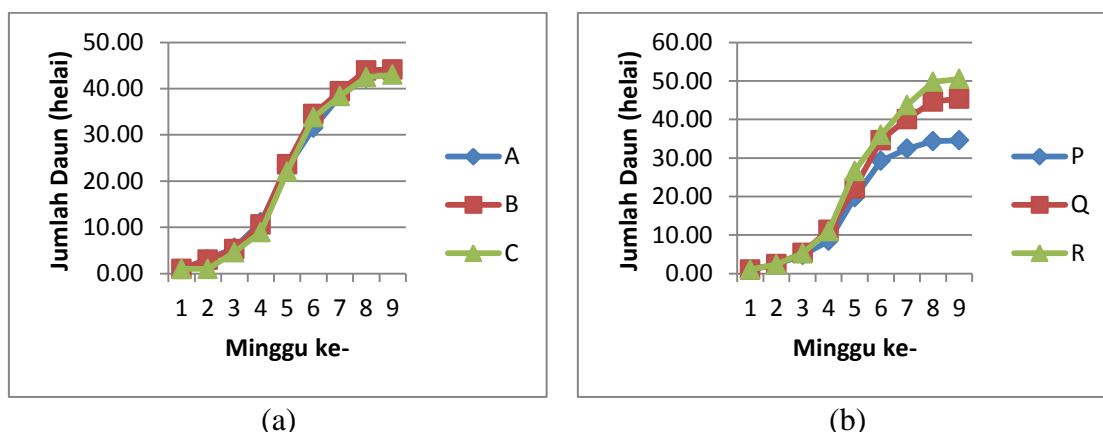 Jumlah Daun (helai)
50.00
40.00
30.00
20.00
10.00
0.00
1 2 3 4 5 6 7 8 9
Minggu ke-
A
B
C
(a)
Jumlah Daun (helai)
60.00
50.00
40.00
30.00
20.00
10.00
0.00
1 2 3 4 5 6 7 8 9
Minggu ke-
P
Q
R
(b)